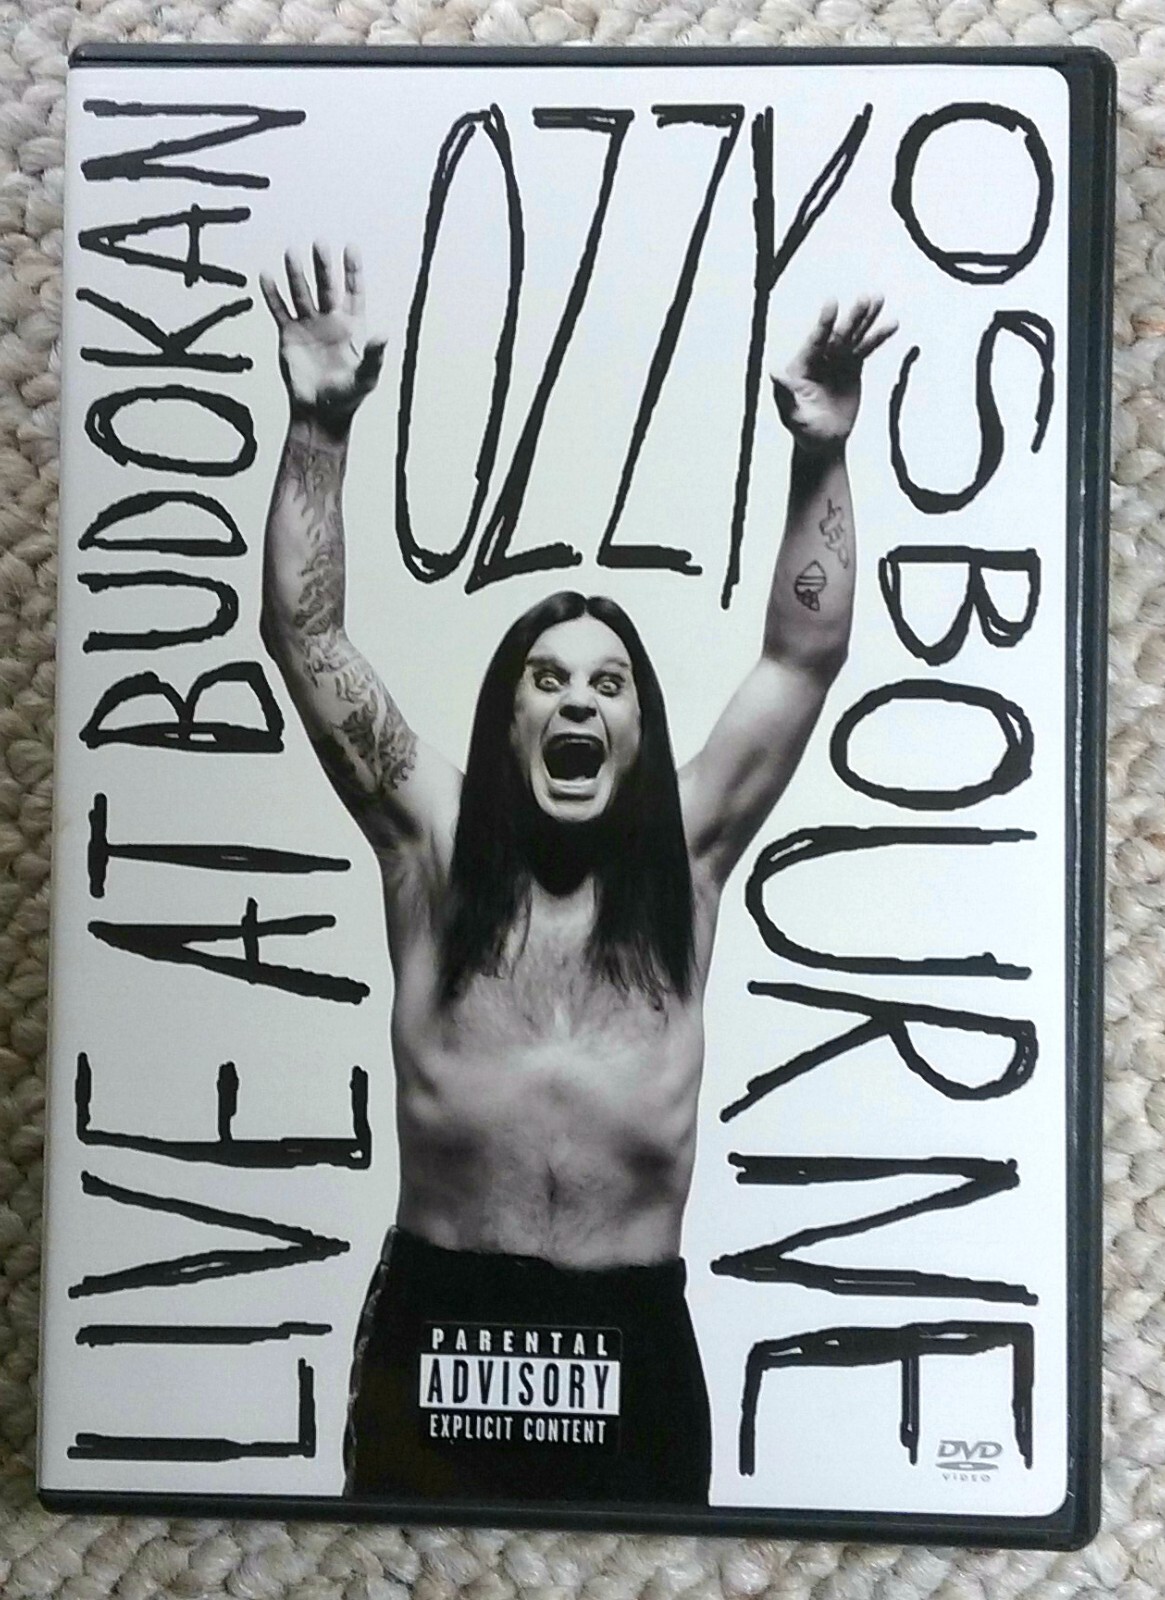 OZZY
OSBOURNE
LIVE AT BUDOKAN
PARENTAL
ADVISORY
EXPLICIT CONTENT
DVD
VIDEO